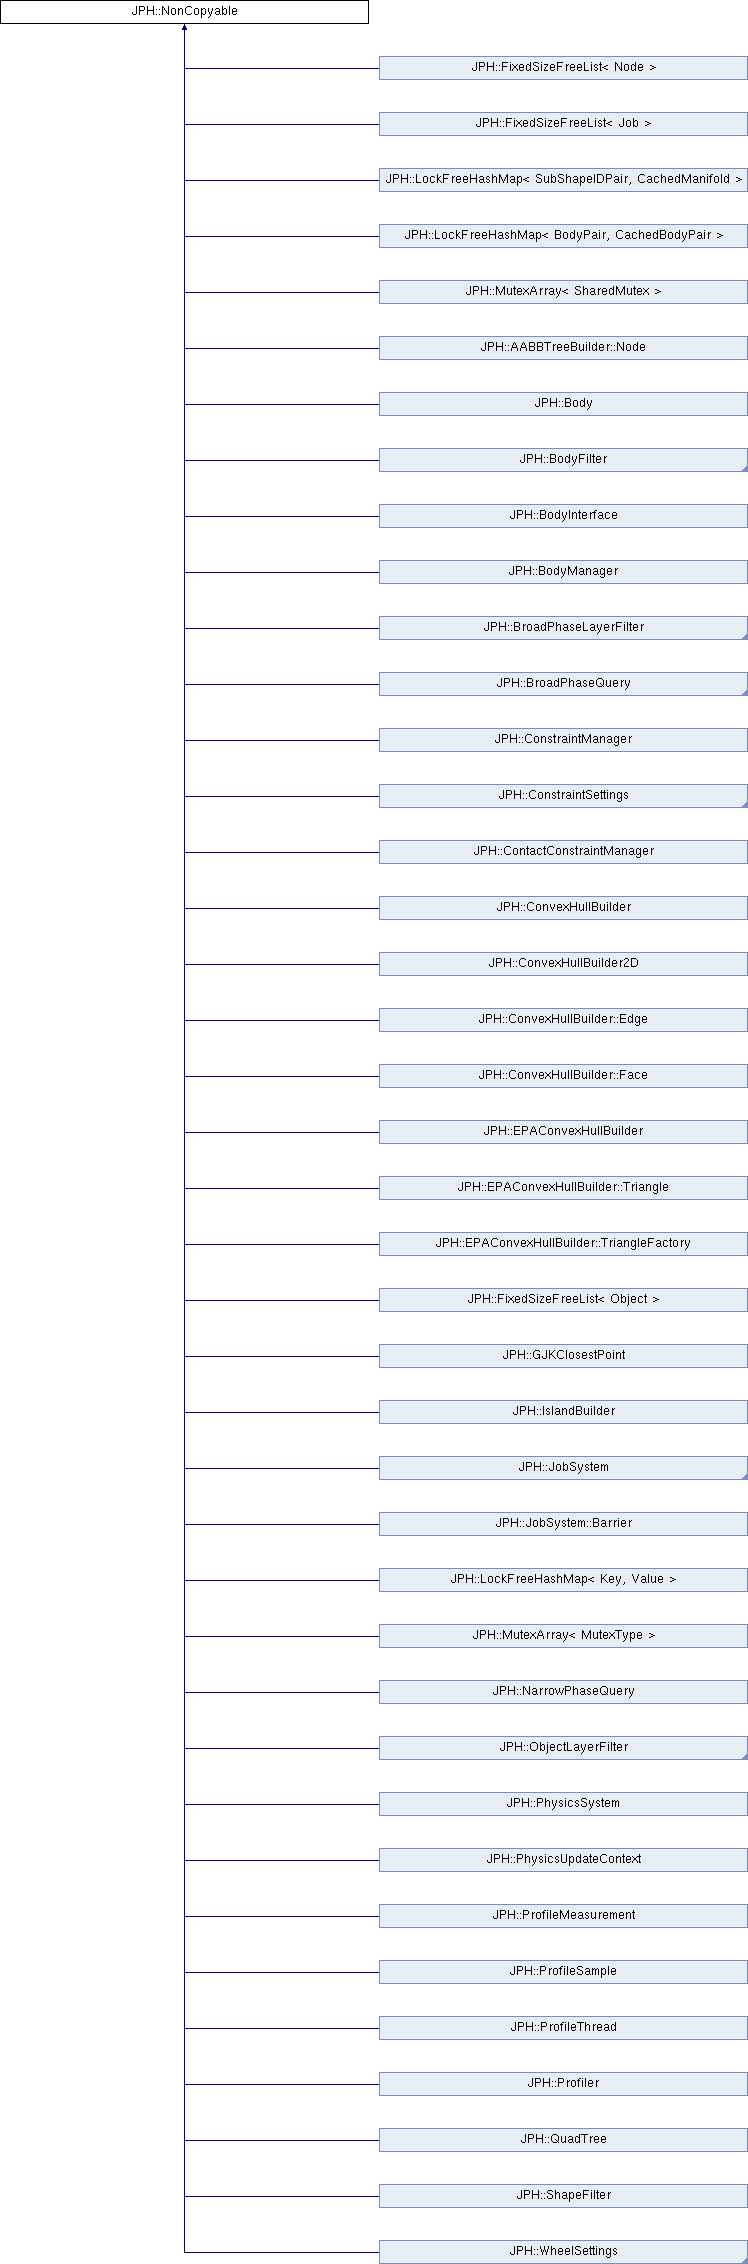 JPH::NonCopyable
JPH::FixedSizeFreeList< Node >
JPH::FixedSizeFreeList< Job >
JPH::LockFreeHashMap< SubShapeIDPair, CachedManifold >
JPH::LockFreeHashMap< BodyPair, CachedBodyPair >
JPH::MutexArray< SharedMutex >
JPH::AABBTreeBuilder::Node
JPH::Body
JPH::BodyFilter
JPH::BodyInterface
JPH::BodyManager
JPH::BroadPhaseLayerFilter
JPH::BroadPhaseQuery
JPH::ConstraintManager
JPH::ConstraintSettings
JPH::ContactConstraintManager
JPH::ConvexHullBuilder
JPH::ConvexHullBuilder2D
JPH::ConvexHullBuilder::Edge
JPH::ConvexHullBuilder::Face
JPH::EPAConvexHullBuilder
JPH::EPAConvexHullBuilder::Triangle
JPH::EPAConvexHullBuilder::TriangleFactory
JPH::FixedSizeFreeList< Object >
JPH::GJKClosestPoint
JPH::IslandBuilder
JPH::JobSystem
JPH::JobSystem::Barrier
JPH::LockFreeHashMap< Key, Value >
JPH::MutexArray< MutexType >
JPH::NarrowPhaseQuery
JPH::ObjectLayerFilter
JPH::PhysicsSystem
JPH::PhysicsUpdateContext
JPH::ProfileMeasurement
JPH::ProfileSample
JPH::ProfileThread
JPH::Profiler
JPH::QuadTree
JPH::ShapeFilter
JPH::WheelSettings